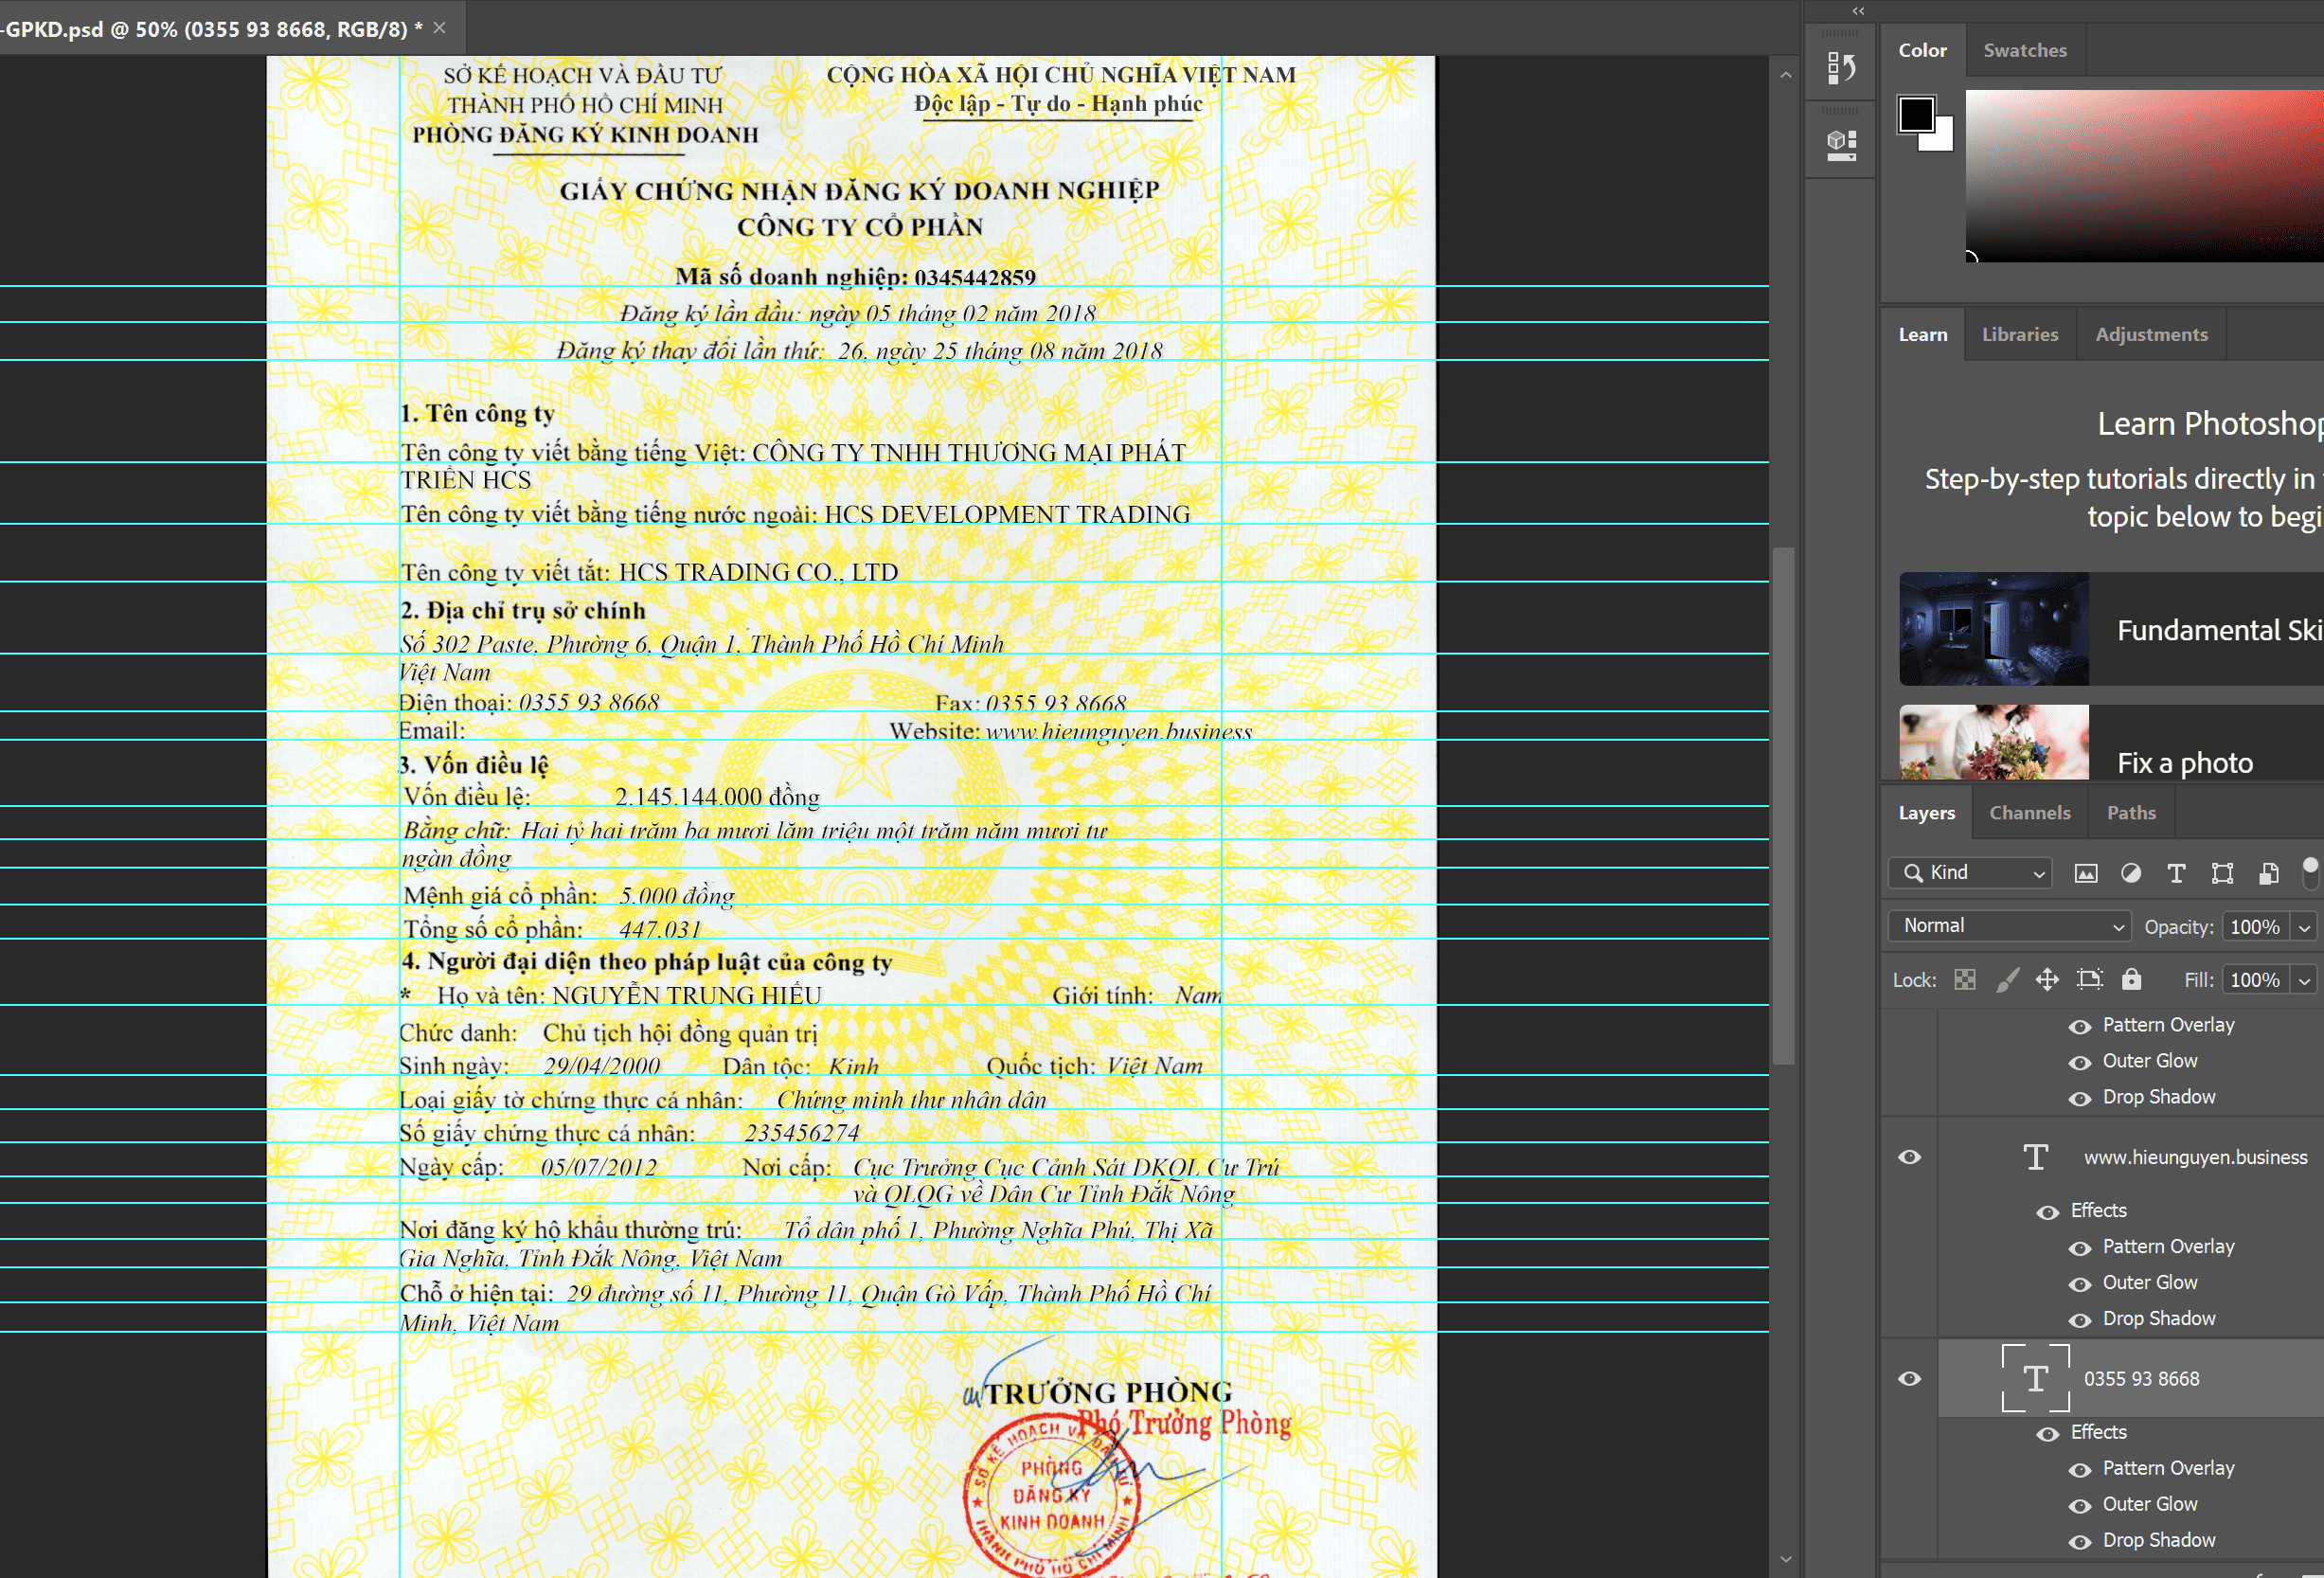 -GPKD.psd @ 50% (0355 93 8668, RGB/8) * ×
SỞ KẾ HOẠCH VÀ ĐẦU TƯ
THÀNH PHỐ HỒ CHÍ MINH
PHÒNG ĐĂNG KÝ KINH DOANH
CỘNG HÒA XÃ HỘI CHỦ NGHĨA VIỆT NAM
Độc lập - Tự do - Hạnh phúc
GIẤY CHỨNG NHẬN ĐĂNG KÝ DOANH NGHIỆP
CÔNG TY CỔ PHẦN
Mã số doanh nghiệp: 0345442859
Đăng ký lần đầu: ngày 05 tháng 02 năm 2018
Đăng ký thay đổi lần thứ: 26, ngày 25 tháng 08 năm 2018
1. Tên công ty
Tên công ty viết bằng tiếng Việt: CÔNG TY TNHH THƯƠNG MẠI PHÁT
TRIỂN HCS
Tên công ty viết bằng tiếng nước ngoài: HCS DEVELOPMENT TRADING
Tên công ty viết tắt: HCS TRADING CO., LTD
2. Địa chỉ trụ sở chính
Số 302 Paste, Phường 6, Quận 1, Thành Phố Hồ Chí Minh
Việt Nam
Điện thoại: 0355 93 8668 Fax: 0355 93 8668
Email: Website: www.hieunguyen.business
3. Vốn điều lệ
Vốn điều lệ: 2.145.144.000 đồng
Bằng chữ: Hai tỷ hai trăm ba mươi lăm triệu một trăm năm mươi tư
ngàn đồng
Mệnh giá cổ phần: 5.000 đồng
Tổng số cổ phần: 447.031
4. Người đại diện theo pháp luật của công ty
* Họ và tên: NGUYỄN TRUNG HIẾU Giới tính: Nam
Chức danh: Chủ tịch hội đồng quản trị
Sinh ngày: 29/04/2000 Dân tộc: Kinh Quốc tịch: Việt Nam
Loại giấy tờ chứng thực cá nhân: Chứng minh thư nhân dân
Số giấy chứng thực cá nhân: 235456274
Ngày cấp: 05/07/2012 Nơi cấp: Cục Trưởng Cục Cảnh Sát DKQL Cư Trú
và QLQG về Dân Cư Tỉnh Đắk Nông
Nơi đăng ký hộ khẩu thường trú: Tổ dân phố 1, Phường Nghĩa Phú, Thị Xã
Gia Nghĩa, Tỉnh Đắk Nông, Việt Nam
Chỗ ở hiện tại: 29 đường số 11, Phường 11, Quận Gò Vấp, Thành Phố Hồ Chí
Minh, Việt Nam
TRƯỞNG PHÒNG
Phó Trưởng Phòng
SỞ KẾ HOẠCH VÀ ĐẦU TƯ
PHÒNG
ĐĂNG KÝ
KINH DOANH
THÀNH PHỐ HỒ CHÍ MINH
VIETNAM
Color Swatches
Learn Libraries Adjustments
Learn Photoshop
Step-by-step tutorials directly in
topic below to begi
Fundamental Ski
Fix a photo
Layers Channels Paths
Kind
Normal Opacity: 100%
Lock: Fill: 100%
Pattern Overlay
Outer Glow
Drop Shadow
www.hieunguyen.business
Effects
Pattern Overlay
Outer Glow
Drop Shadow
0355 93 8668
Effects
Pattern Overlay
Outer Glow
Drop Shadow